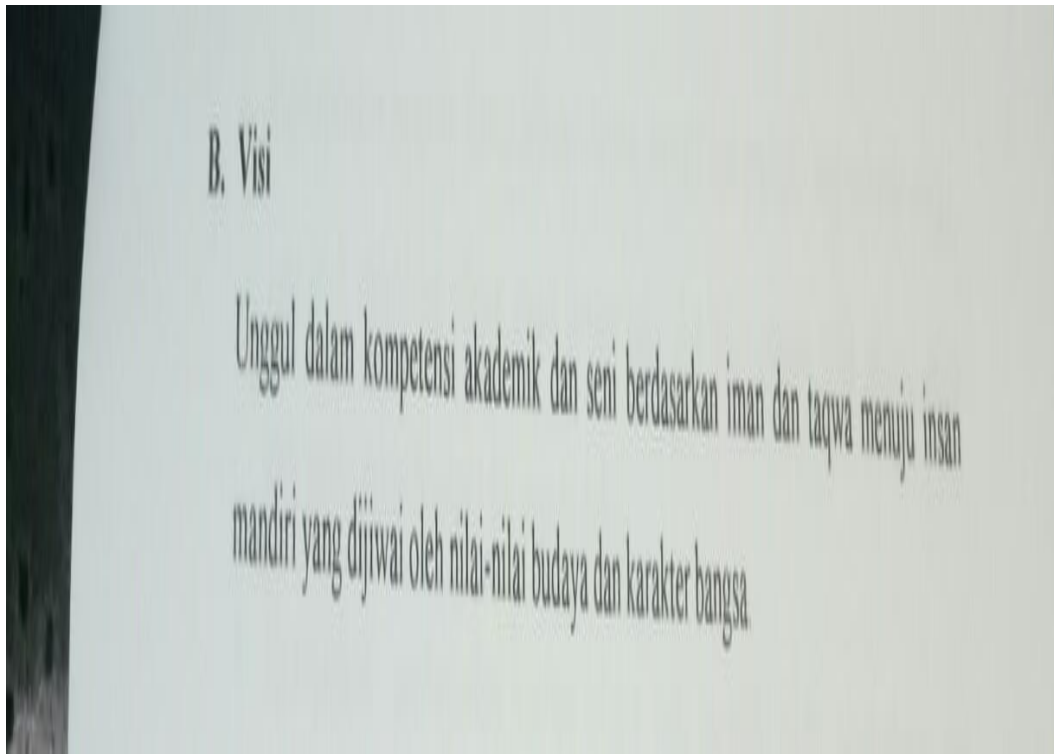 B. Visi
Unggul dalam kompetensi akademik dan seni berdasarkan iman dan taqwa menuju insan
mandiri yang dijiwai oleh nilai-nilai budaya dan karakter bangsa